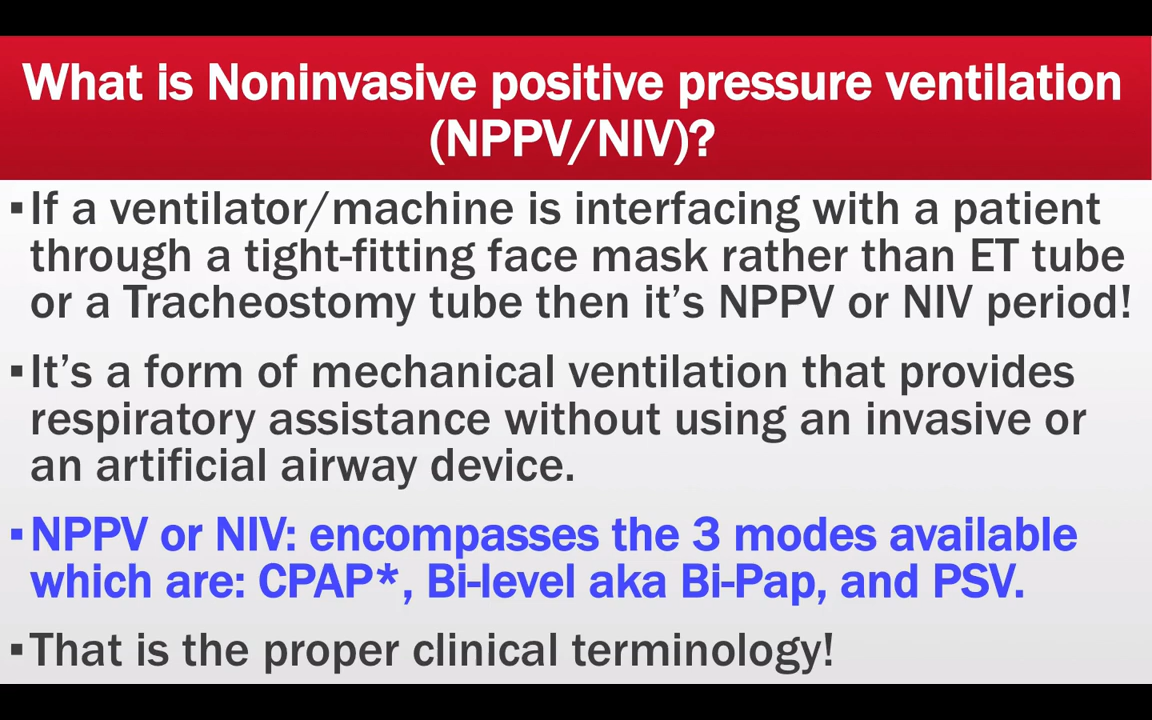 What is Noninvasive positive pressure ventilation
(NPPV/NIV)?
▪If a ventilator/machine is interfacing with a patient
through a tight-fitting face mask rather than ET tube
or a Tracheostomy tube then it’s NPPV or NIV period!
▪It’s a form of mechanical ventilation that provides
respiratory assistance without using an invasive or
an artificial airway device.
▪NPPV or NIV: encompasses the 3 modes available
which are: CPAP*, Bi-level aka Bi-Pap, and PSV.
▪That is the proper clinical terminology!